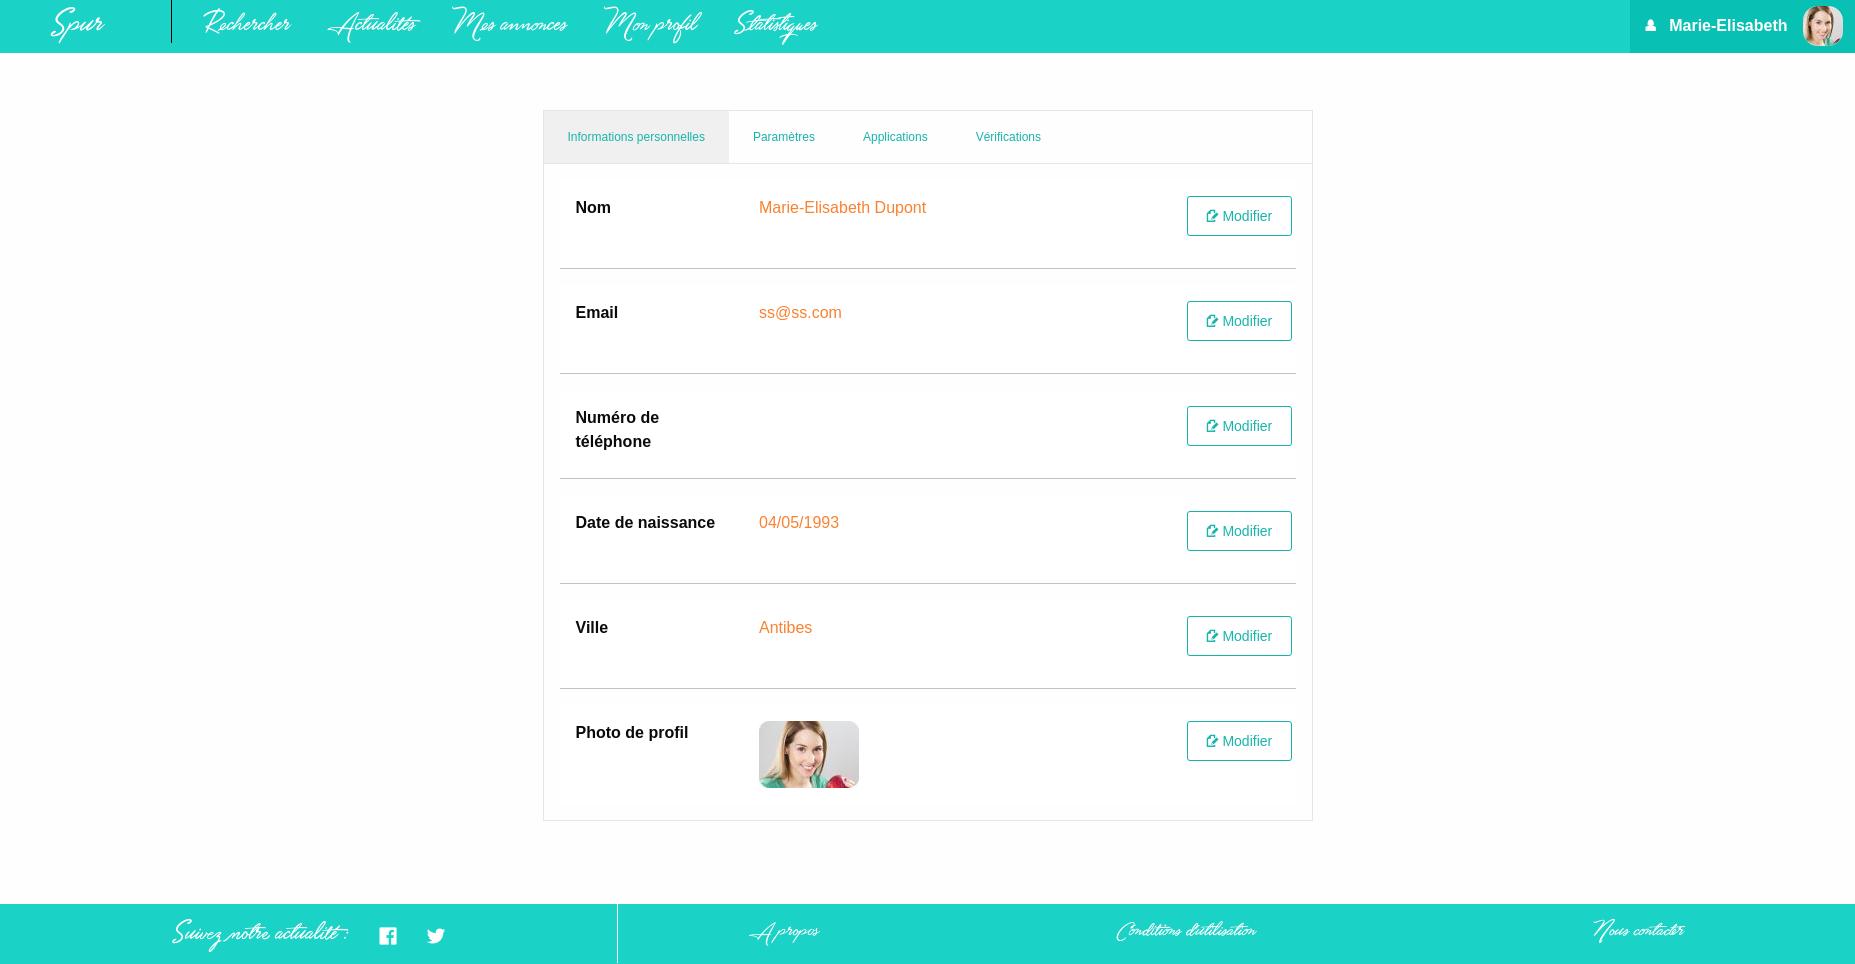 Spur Rechercher Actualités Mes annonces Mon profil Statistiques Marie-Elisabeth
Informations personnelles Paramètres Applications Vérifications
Nom Marie-Elisabeth Dupont Modifier
Email ss@ss.com Modifier
Numéro de Modifier
téléphone
Date de naissance 04/05/1993 Modifier
Ville Antibes Modifier
Photo de profil Modifier
Suivez notre actualité : A propos Conditions d'utilisation Nous contacter